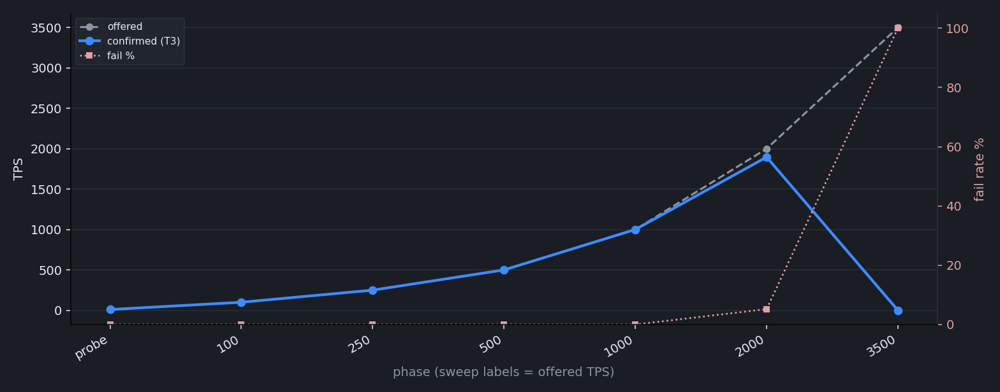 offered
confirmed (T3)
fail %
3500
3000
2500
2000
1500
1000
500
0
TPS
100
80
60
40
20
0
fail rate %
probe
100
250
500
1000
2000
3500
phase (sweep labels = offered TPS)